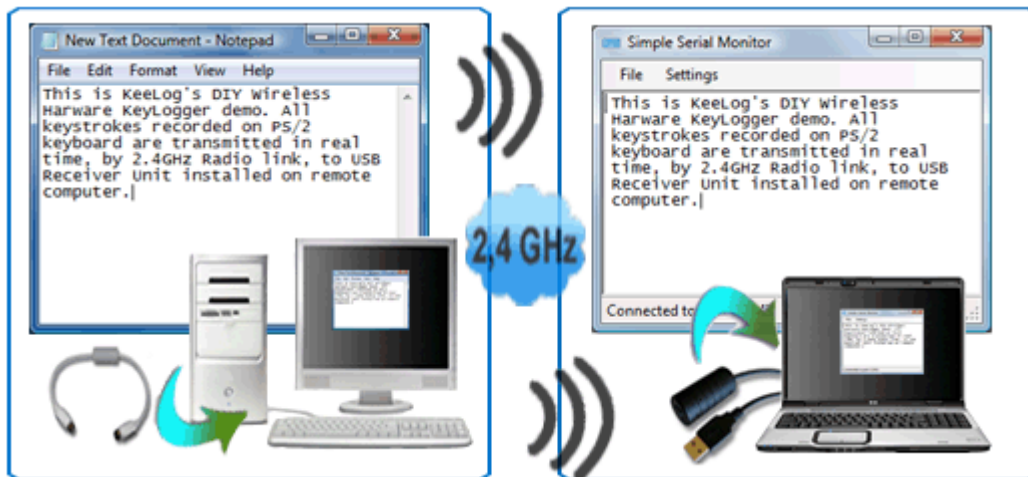 New Text Document - Notepad
File Edit Format View Help
This is KeeLog's DIY Wireless
Harware KeyLogger demo. All
keystrokes recorded on PS/2
keyboard are transmitted in real
time, by 2.4GHz Radio link, to USB
Receiver Unit installed on remote
computer.
2,4 GHz
Simple Serial Monitor
File Settings
This is KeeLog's DIY Wireless
Harware KeyLogger demo. All
keystrokes recorded on PS/2
keyboard are transmitted in real
time, by 2.4GHz Radio link, to USB
Receiver Unit installed on remote
computer.
Connected to